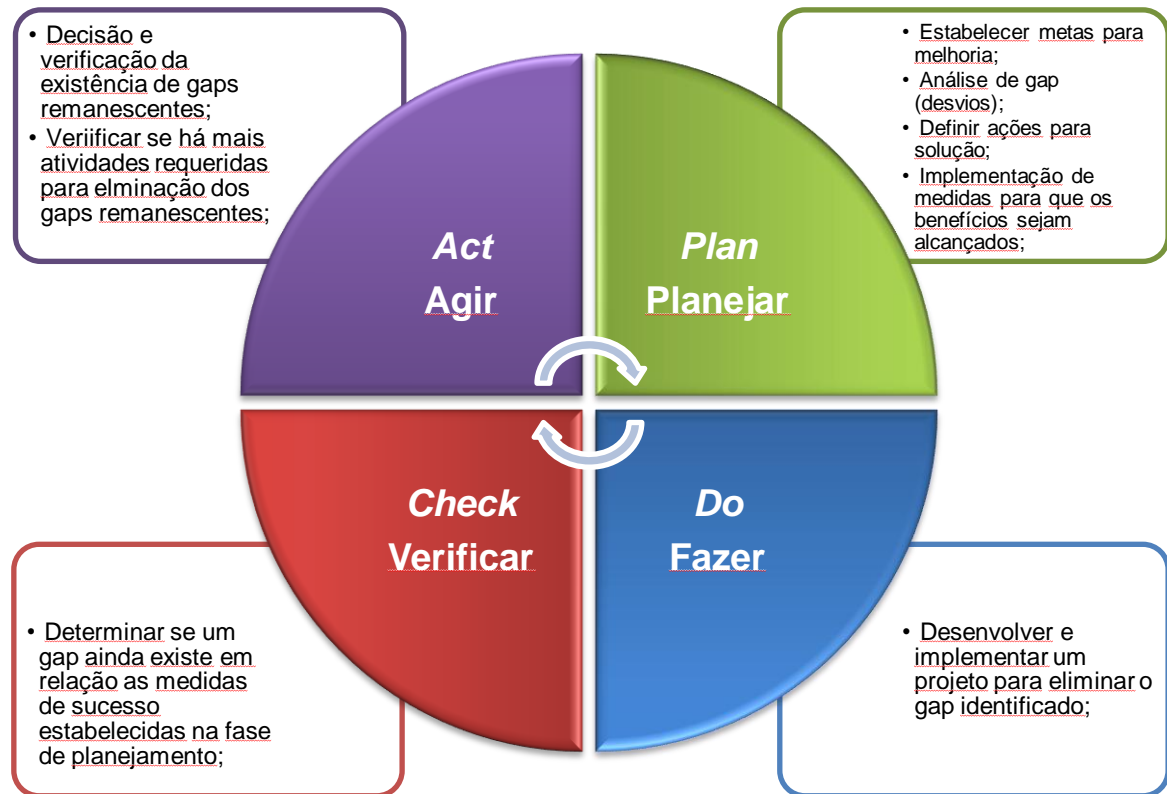 • Decisão e
verificação da
existência de gaps
remanescentes;
• Veriificar se há mais
atividades requeridas
para elminação dos
gaps remanescentes;
• Estabelecer metas para
melhoria;
• Análise de gap
(desvios);
• Definir ações para
solução;
• Implementação de
medidas para que os
benefícios sejam
alcançados;
Act
Agir
Plan
Planejar
Check
Verificar
Do
Fazer
• Determinar se um
gap ainda existe em
relação as medidas
de sucesso
estabelecidas na fase
de planejamento;
• Desenvolver e
implementar um
projeto para eliminar o
gap identificado;